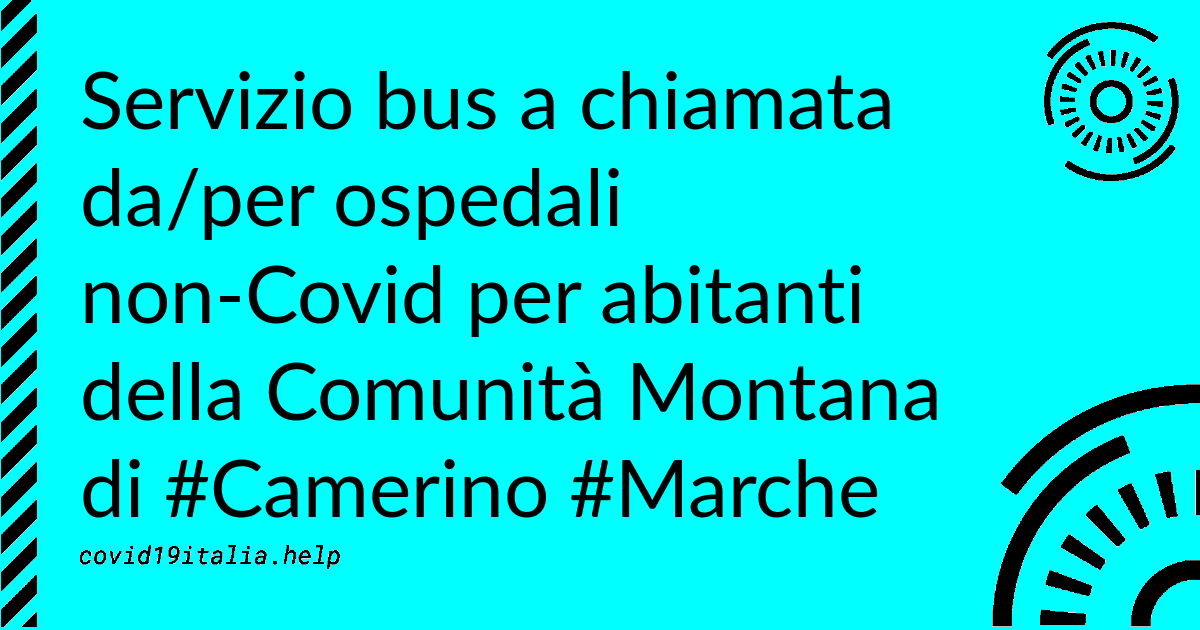 Servizio bus a chiamata
da/per ospedali
non-Covid per abitanti
della Comunità Montana
di #Camerino #Marche
covid19italia.help